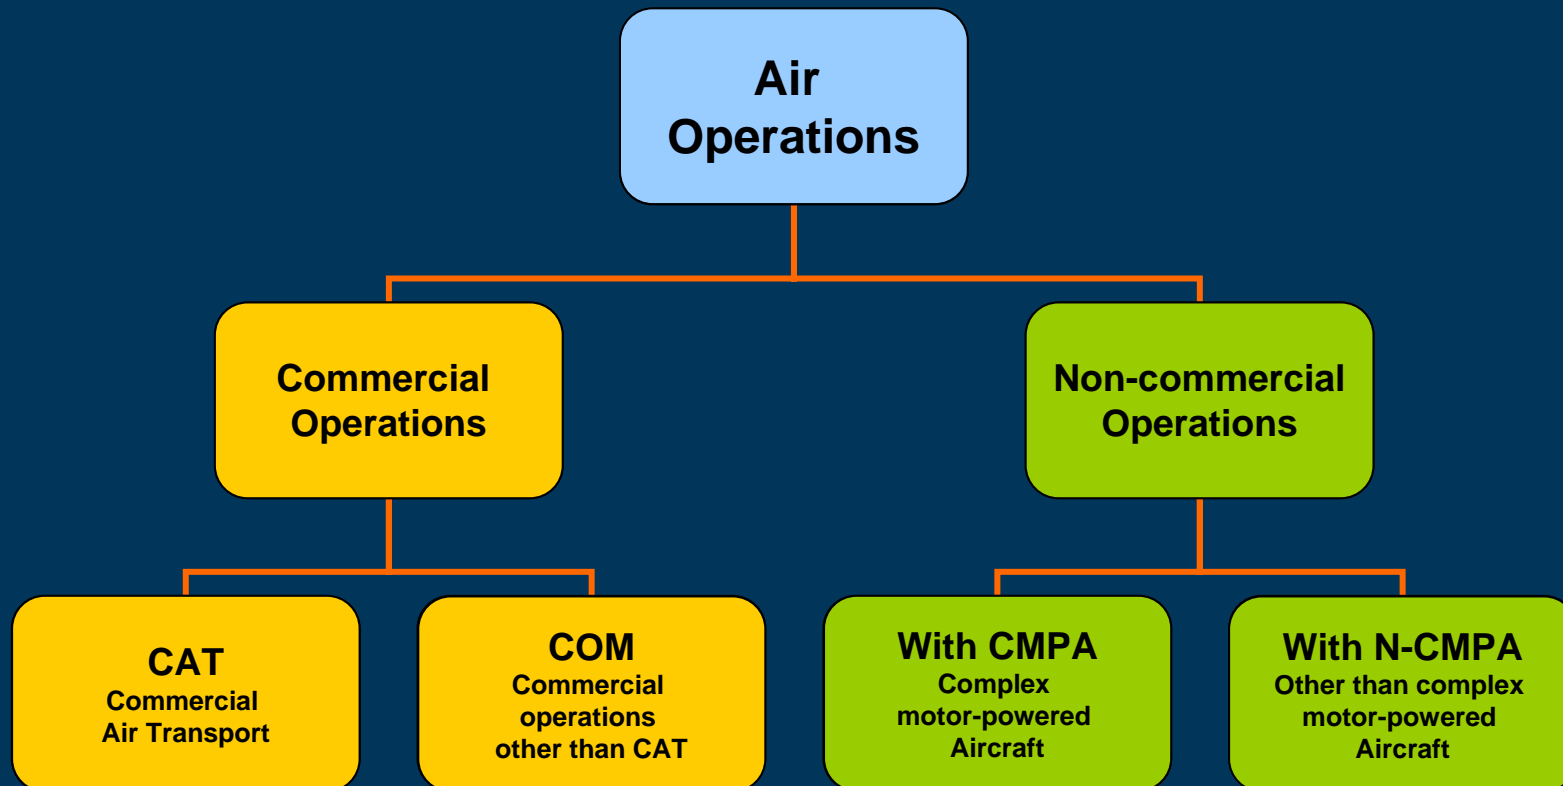 Air
Operations
Commercial
Operations
Non-commercial
Operations
CAT
Commercial
Air Transport
COM
Commercial
operations
other than CAT
With CMPA
Complex
motor-powered
Aircraft
With N-CMPA
Other than complex
motor-powered
Aircraft